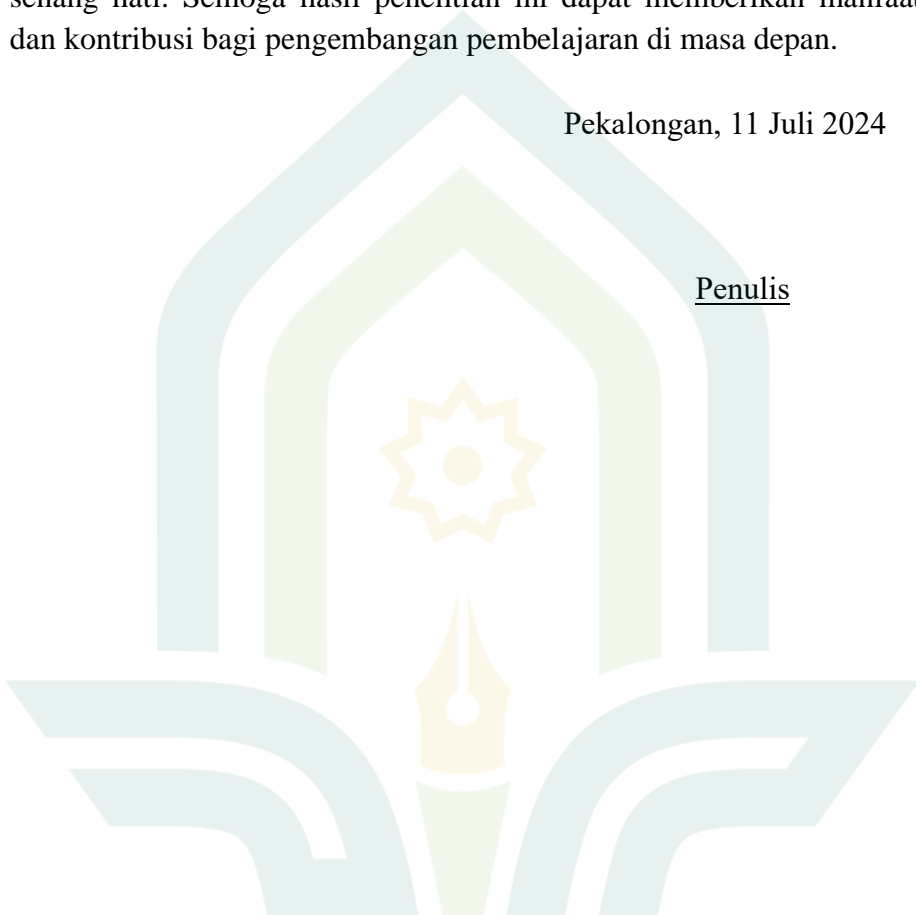 senang hati. Semoga hasil penelitian ini dapat memberikan manfaat
dan kontribusi bagi pengembangan pembelajaran di masa depan.
Pekalongan, 11 Juli 2024
Penulis